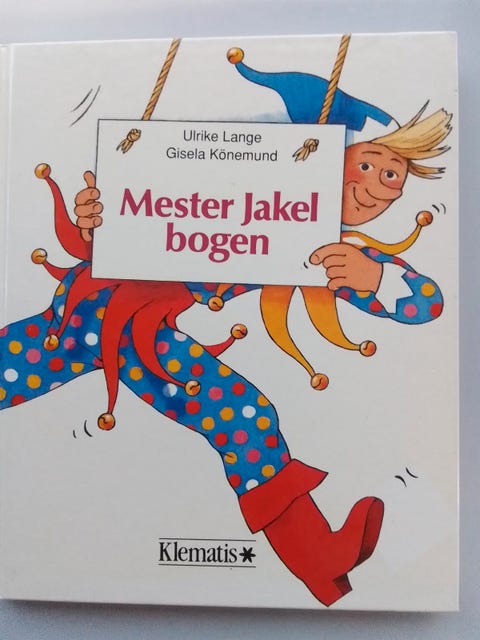 Ulrike Lange
Gisela Könemund
Mester Jakel
bogen
Klematis